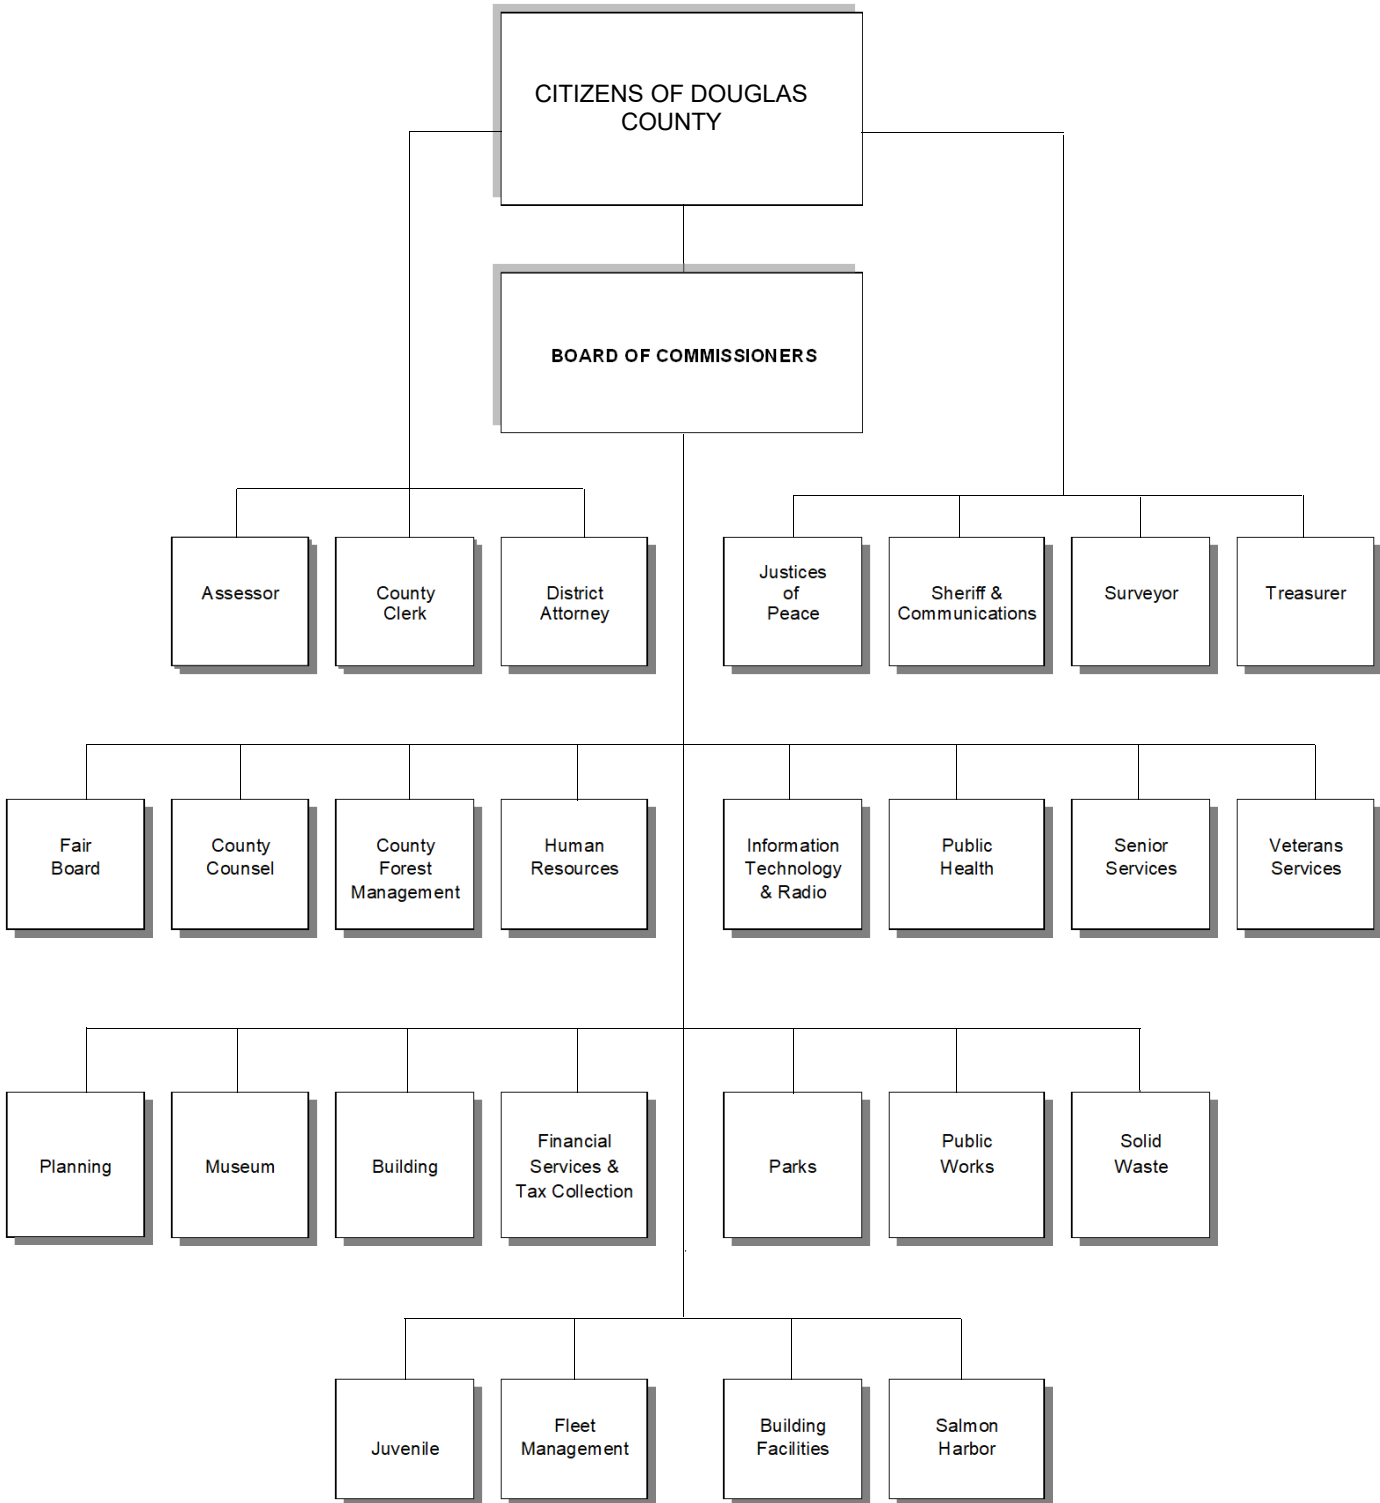 CITIZENS OF DOUGLAS
COUNTY
BOARD OF COMMISSIONERS
Assessor
County
Clerk
District
Attorney
Justices
of
Peace
Sheriff &
Communications
Surveyor
Treasurer
Fair
Board
County
Counsel
County
Forest
Management
Human
Resources
Information
Technology
& Radio
Public
Health
Senior
Services
Veterans
Services
Planning
Museum
Building
Financial
Services &
Tax Collection
Parks
Public
Works
Solid
Waste
Juvenile
Fleet
Management
Building
Facilities
Salmon
Harbor